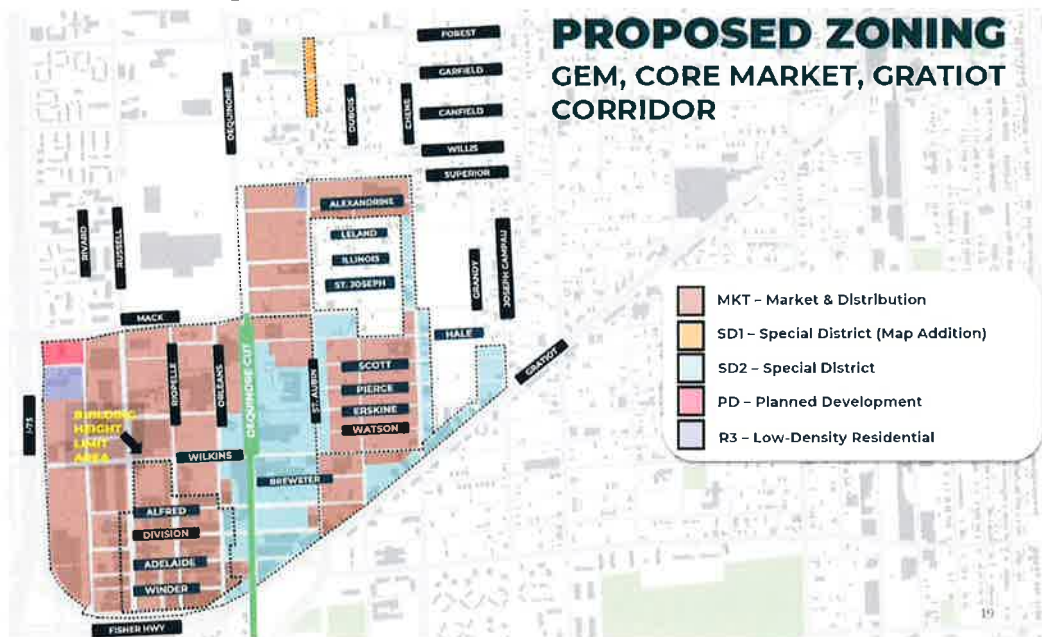 PROPOSED ZONING
GEM, CORE MARKET, GRATIOT
CORRIDOR
FOREST
GARFIELD
CANFIELD
WILLIS
SUPERIOR
DEQUINDRE
DUBOIS
CHENE
ALEXANDRINE
LELAND
ILLINOIS
ST. JOSEPH
RIVARD
RUSSELL
GRANDY
JOSEPH CAMPAU
MACK
HALE
GRATIOT
RIOPELLE
ORLEANS
DEQUINDRE CUT
ST. AUBIN
SCOTT
PIERCE
ERSKINE
WATSON
I-75
BUILDING
HEIGHT
LIMIT
AREA
WILKINS
BREWSTER
ALFRED
DIVISION
ADELAIDE
WINDER
FISHER HWY
MKT – Market & Distribution
SD1 – Special District (Map Addition)
SD2 – Special District
PD – Planned Development
R3 – Low-Density Residential
19